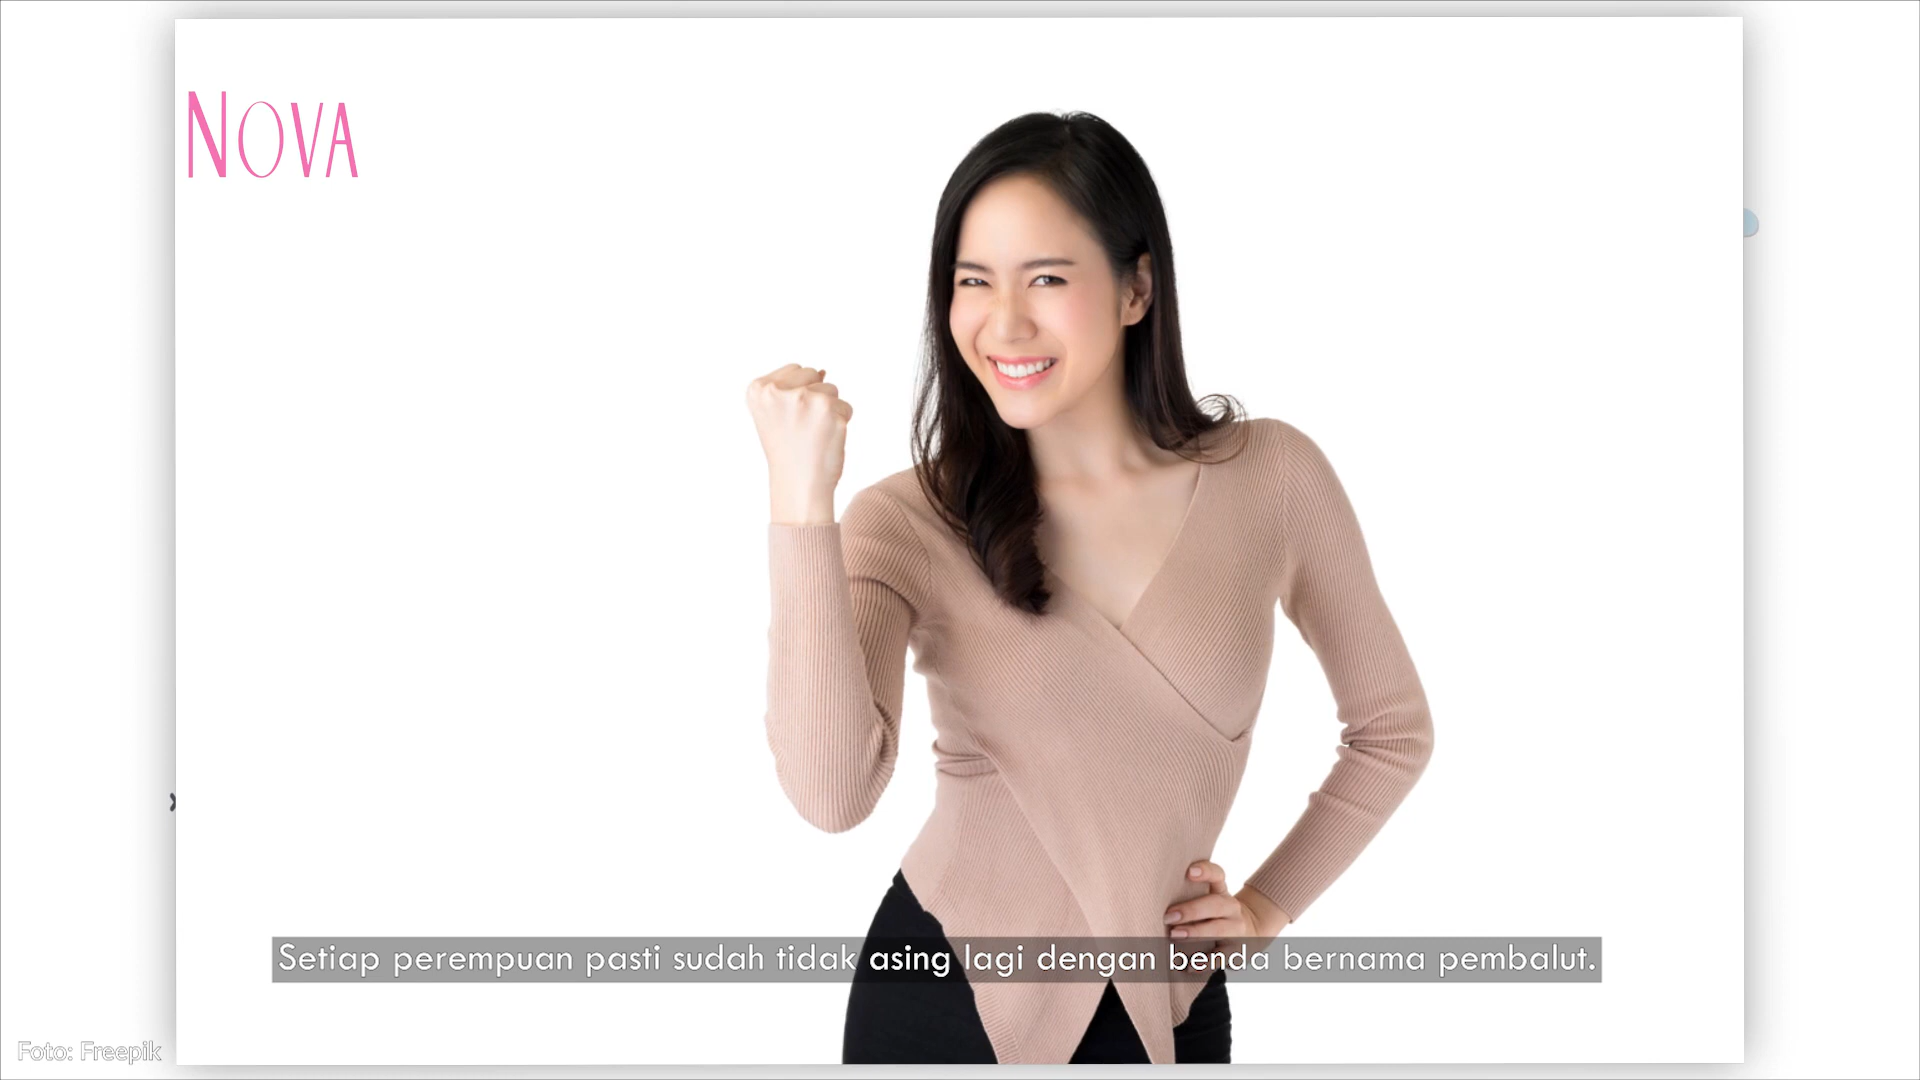 NOVA
Setiap perempuan pasti sudah tidak asing lagi dengan benda bernama pembalut.
Foto: Freepik